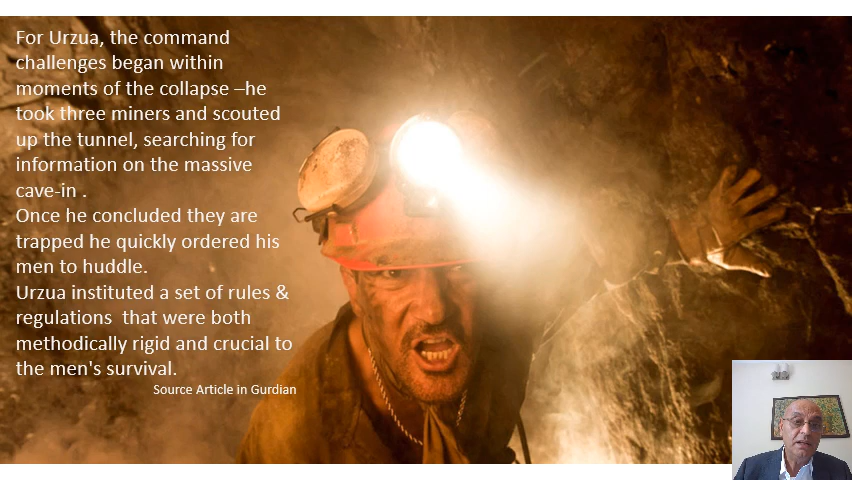 For Urzua, the command
challenges began within
moments of the collapse –he
took three miners and scouted
up the tunnel, searching for
information on the massive
cave-in .
Once he concluded they are
trapped he quickly ordered his
men to huddle.
Urzua instituted a set of rules &
regulations  that were both
methodically rigid and crucial to
the men's survival.
Source Article in Gurdian